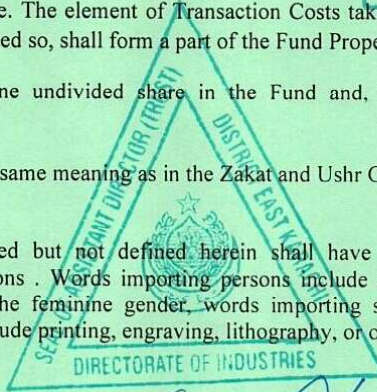 e. The element of Transaction Costs tak
ed so, shall form a part of the Fund Prope
ne undivided share in the Fund and,
same meaning as in the Zakat and Ushr O
ed but not defined herein shall have
ons . Words importing persons include
he feminine gender, words importing s
ude printing, engraving, lithography, or o
SEAL OF ASSISTANT DIRECTOR (TRUST)
DISTRICT EAST KARACHI
DIRECTORATE OF INDUSTRIES